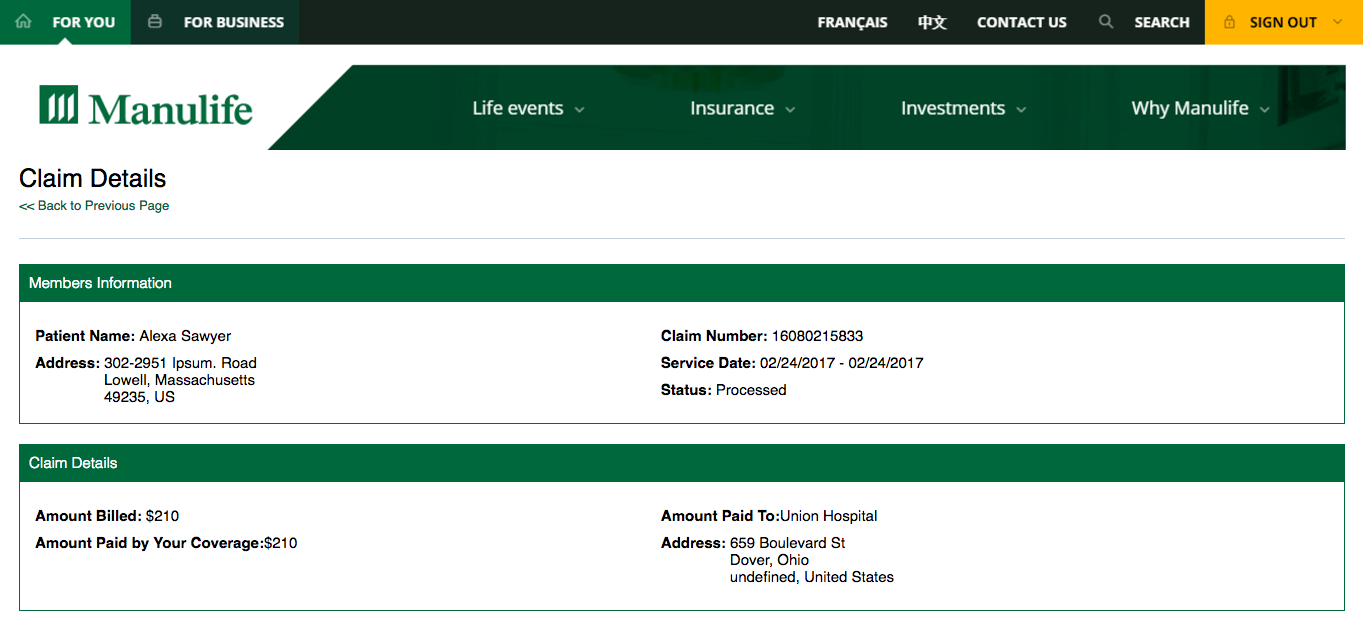 FOR YOU FOR BUSINESS FRANÇAIS 中文 CONTACT US SEARCH SIGN OUT
Manulife Life events Insurance Investments Why Manulife
Claim Details
<< Back to Previous Page
Members Information
Patient Name: Alexa Sawyer
Address: 302-2951 Ipsum. Road
Lowell, Massachusetts
49235, US
Claim Number: 16080215833
Service Date: 02/24/2017 - 02/24/2017
Status: Processed
Claim Details
Amount Billed: $210
Amount Paid by Your Coverage:$210
Amount Paid To:Union Hospital
Address: 659 Boulevard St
Dover, Ohio
undefined, United States